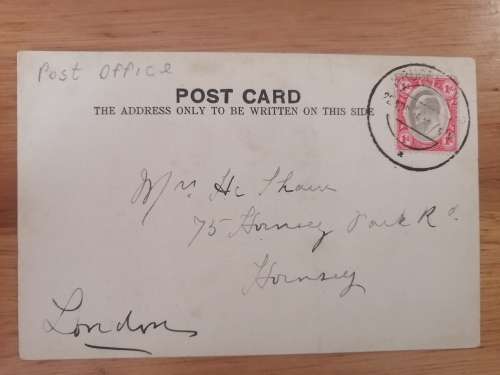 Post Office
POST CARD
THE ADDRESS ONLY TO BE WRITTEN ON THIS SIDE
H. Shaw
75 Hornsey Park Rd
Hornsey
London